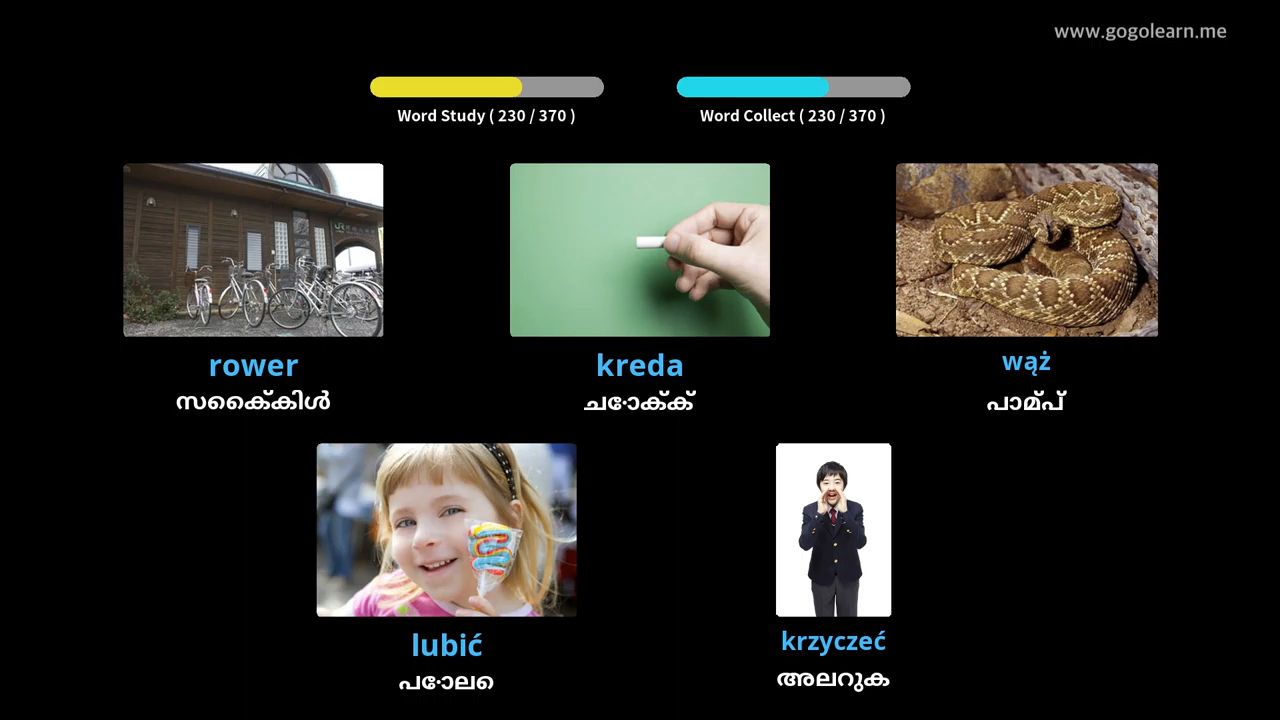 www.gogolearn.me
Word Study ( 230 / 370 )
Word Collect ( 230 / 370 )
rower
സൈക്കിൾ
kreda
ചോക്ക്
wąż
പാമ്പ്
lubić
പോലെ
krzyczeć
അലറുക